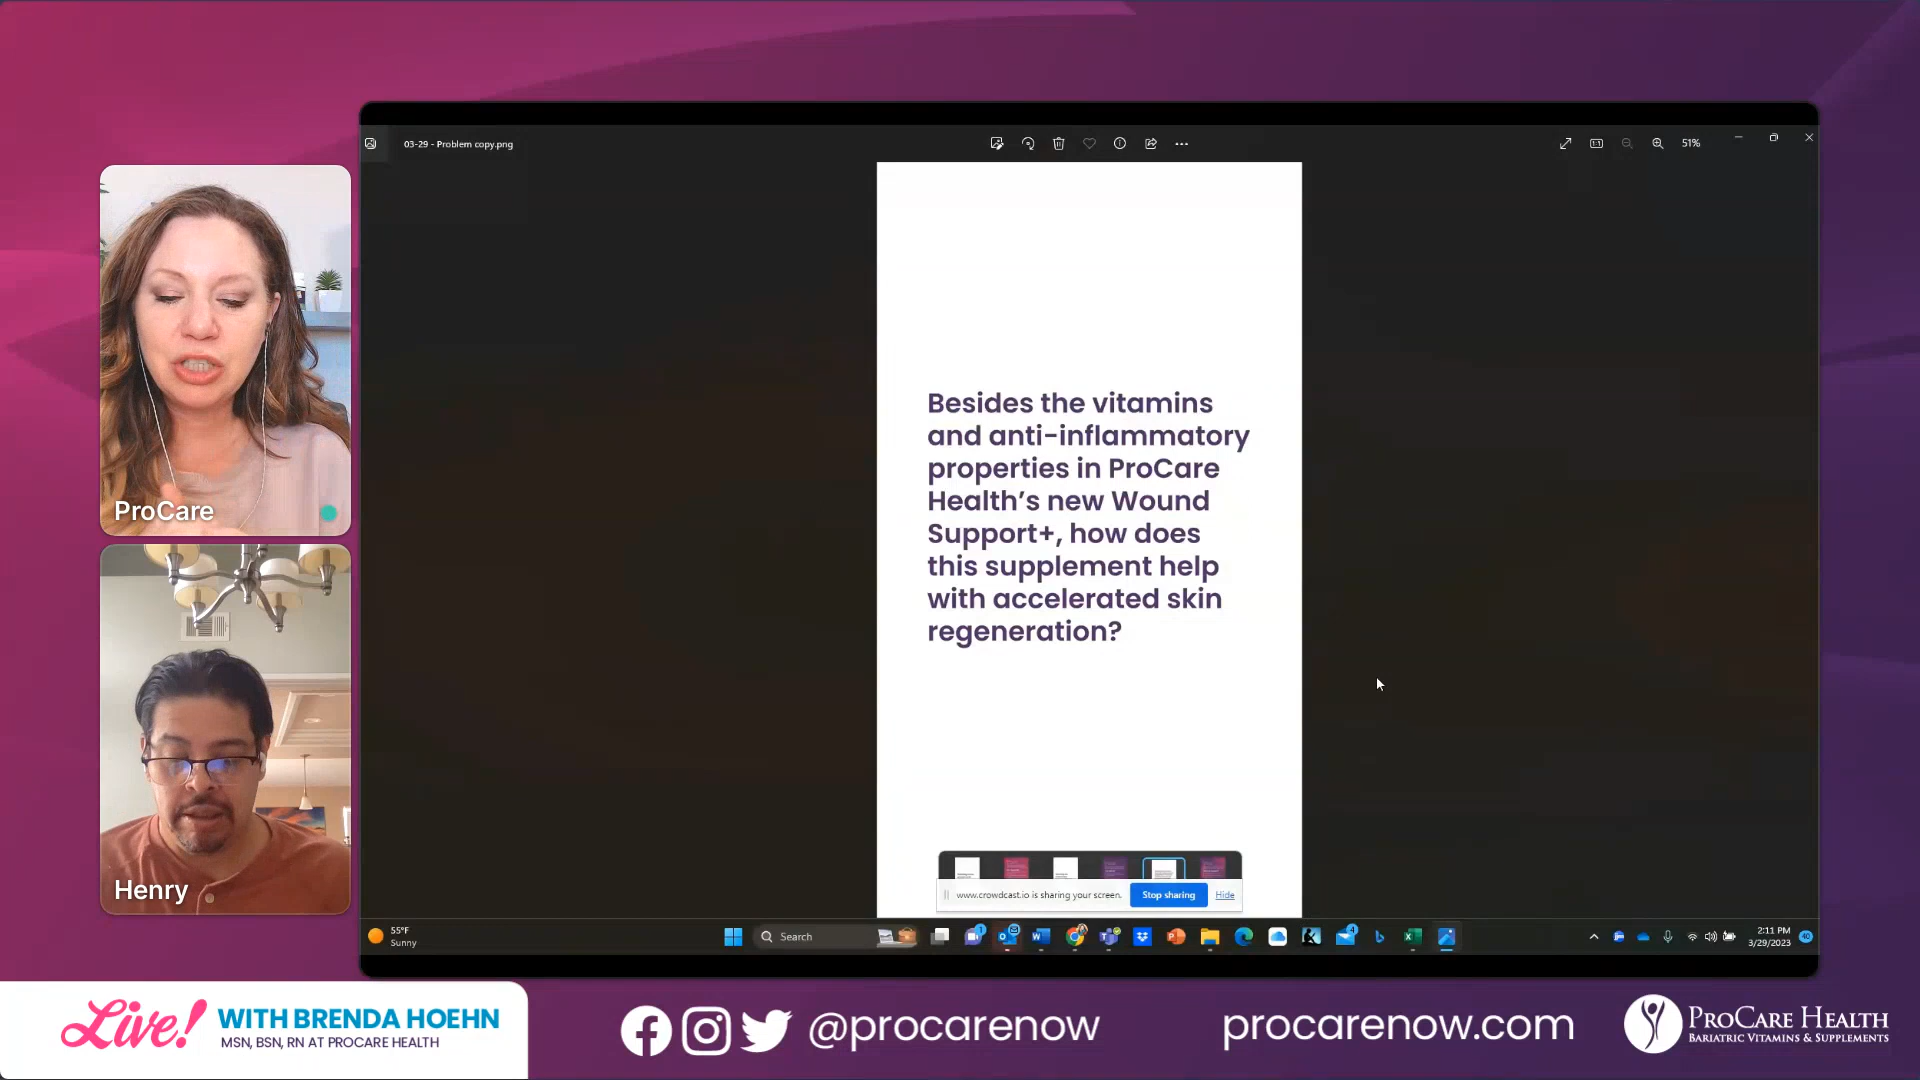 03-29 - Problem copy.png
51%
Besides the vitamins
and anti-inflammatory
properties in ProCare
Health’s new Wound
Support+, how does
this supplement help
with accelerated skin
regeneration?
ProCare
Henry
www.crowdcast.io is sharing your screen.
Stop sharing
Hide
55°F
Sunny
Search
2:11 PM
3/29/2023
Live!
WITH BRENDA HOEHN
MSN, BSN, RN AT PROCARE HEALTH
@procarenow
procarenow.com
PROCARE HEALTH
BARIATRIC VITAMINS & SUPPLEMENTS